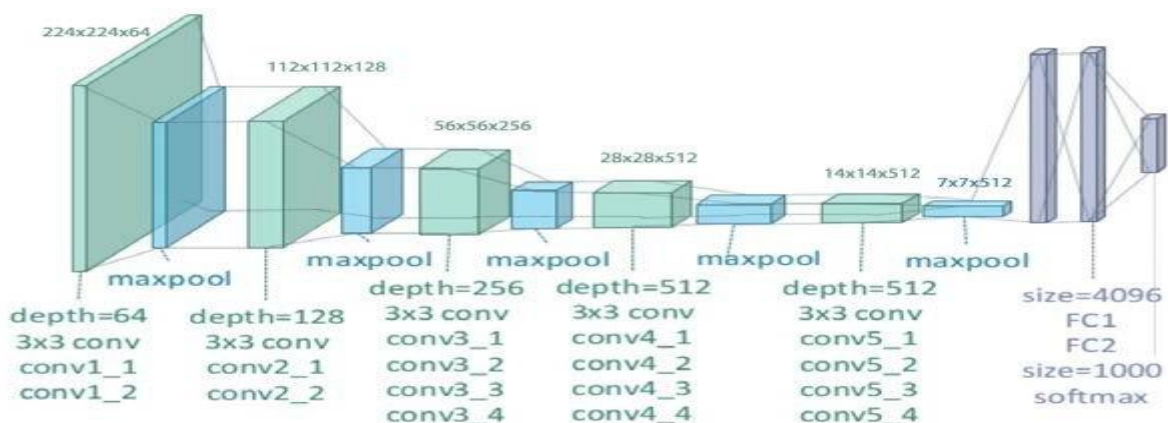 224x224x64
112x112x128
56x56x256
28x28x512
14x14x512
7x7x512
maxpool
maxpool
maxpool
maxpool
maxpool
depth=64
3x3 conv
conv1_1
conv1_2
depth=128
3x3 conv
conv2_1
conv2_2
depth=256
3x3 conv
conv3_1
conv3_2
conv3_3
conv3_4
depth=512
3x3 conv
conv4_1
conv4_2
conv4_3
conv4_4
depth=512
3x3 conv
conv5_1
conv5_2
conv5_3
conv5_4
size=4096
FC1
FC2
size=1000
softmax